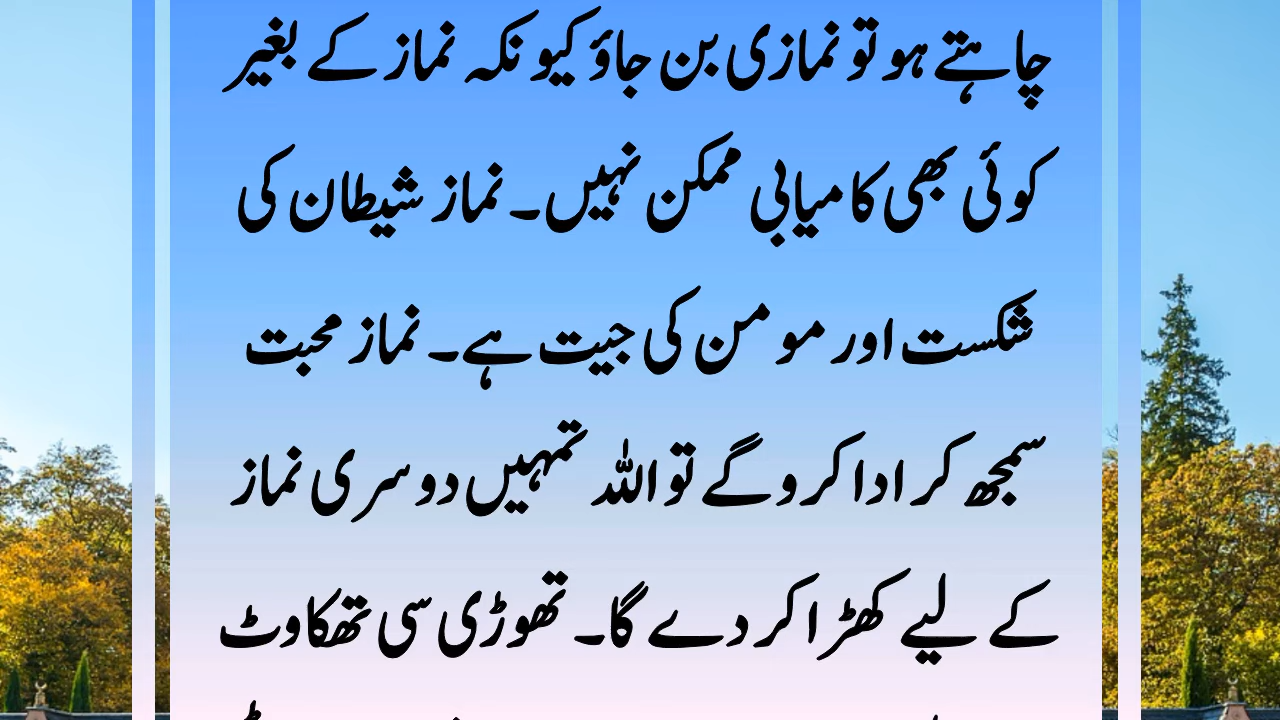 چاہتے ہو تو نمازی بن جاؤ کیونکہ نماز کے بغیر
کوئی بھی کامیابی ممکن نہیں۔ نماز شیطان کی
شکست اور مومن کی جیت ہے۔ نماز محبت
سمجھ کر ادا کرو گے تو اللہ تمہیں دوسری نماز
کے لیے کھڑا کر دے گا۔ تھوڑی سی تھکاوٹ